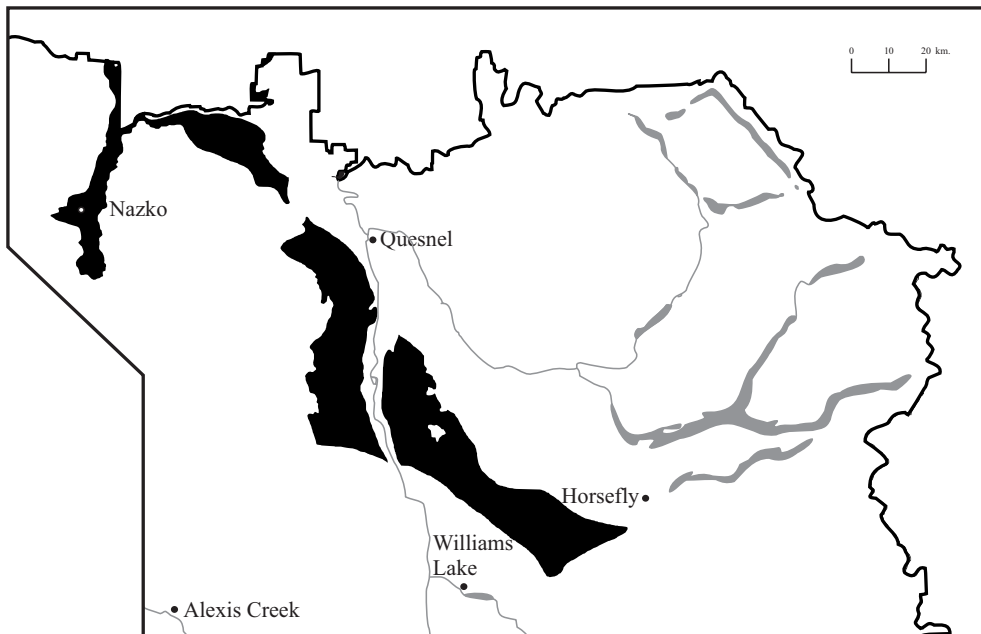 0 10 20 km.
Nazko
Quesnel
Horsefly
Williams
Lake
Alexis Creek